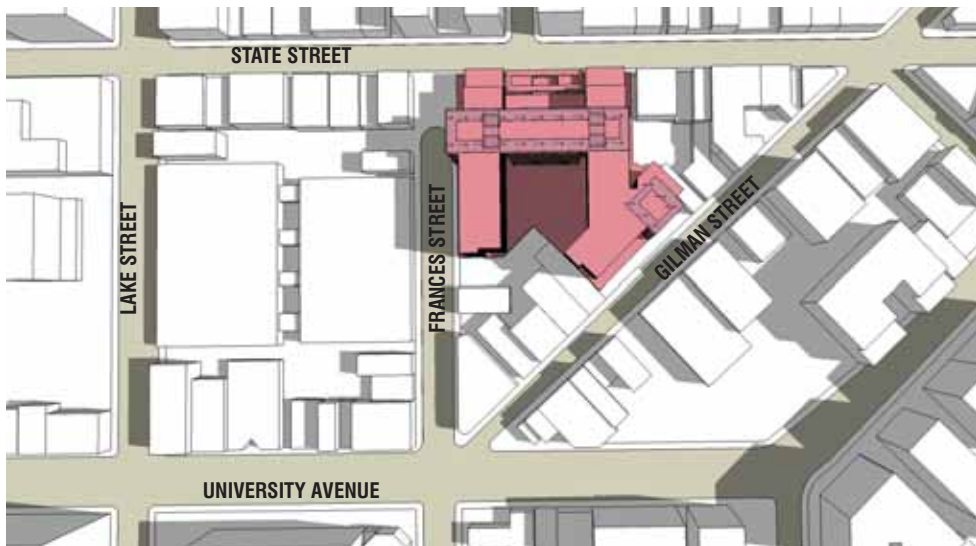 STATE STREET
LAKE STREET
FRANCES STREET
GILMAN STREET
UNIVERSITY AVENUE